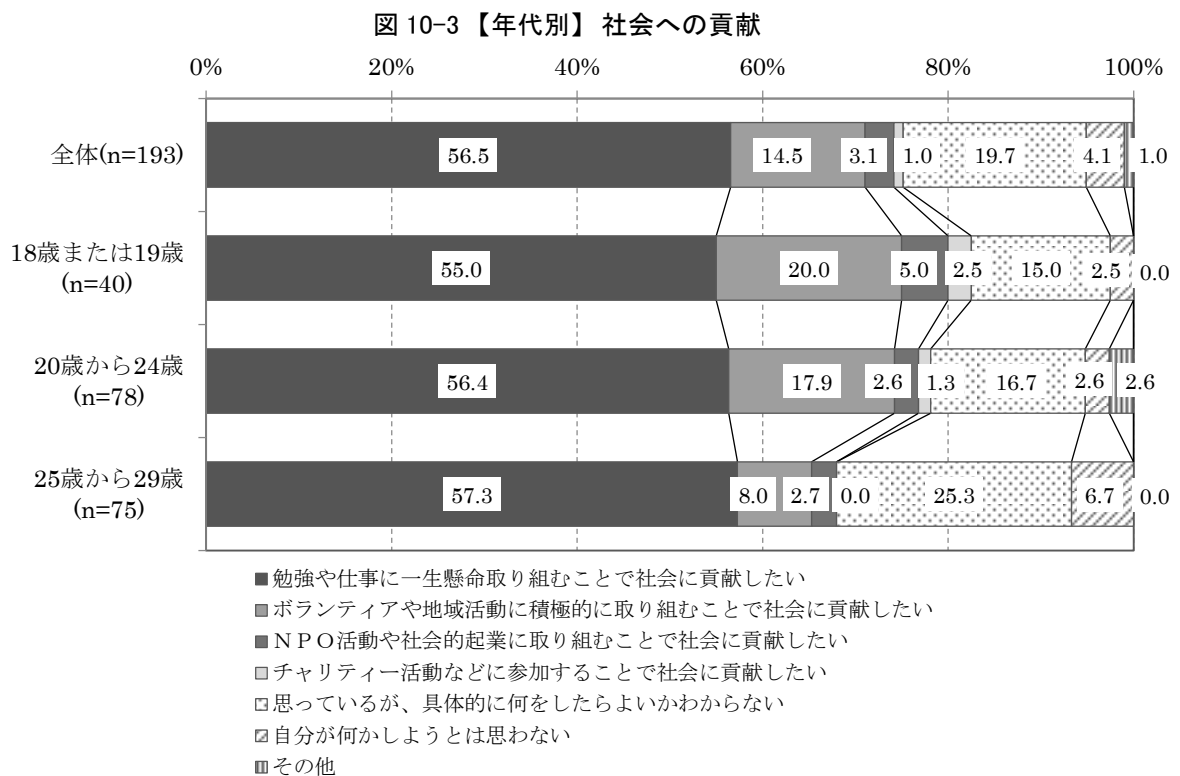 図 10-3 【年代別】 社会への貢献
0% 20% 40% 60% 80% 100%
全体(n=193)
56.5 14.5 3.1 1.0 19.7 4.1 1.0
18歳または19歳
(n=40)
55.0 20.0 5.0 2.5 15.0 2.5 0.0
20歳から24歳
(n=78)
56.4 17.9 2.6 1.3 16.7 2.6 2.6
25歳から29歳
(n=75)
57.3 8.0 2.7 0.0 25.3 6.7 0.0
勉強や仕事に一生懸命取り組むことで社会に貢献したい
ボランティアや地域活動に積極的に取り組むことで社会に貢献したい
ＮＰＯ活動や社会的起業に取り組むことで社会に貢献したい
チャリティー活動などに参加することで社会に貢献したい
思っているが、具体的に何をしたらよいかわからない
自分が何かしようとは思わない
その他